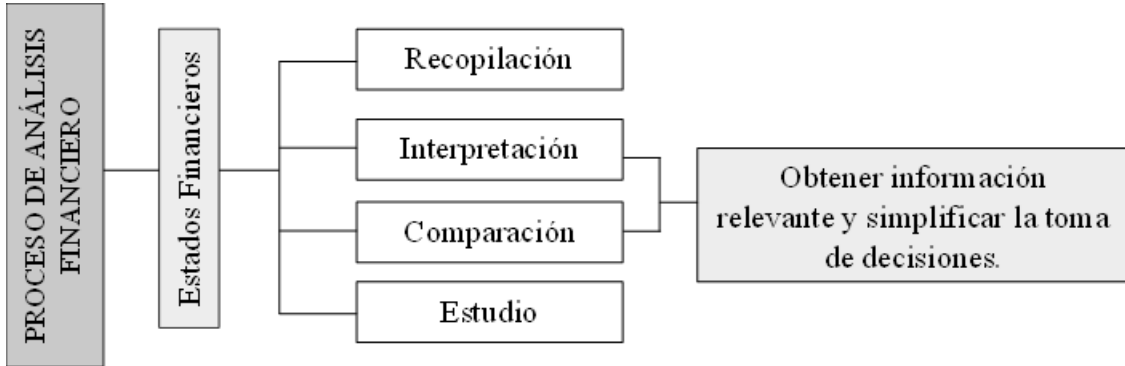 PROCESO DE ANÁLISIS
FINANCIERO
Estados Financieros
Recopilación
Interpretación
Comparación
Estudio
Obtener información
relevante y simplificar la toma
de decisiones.